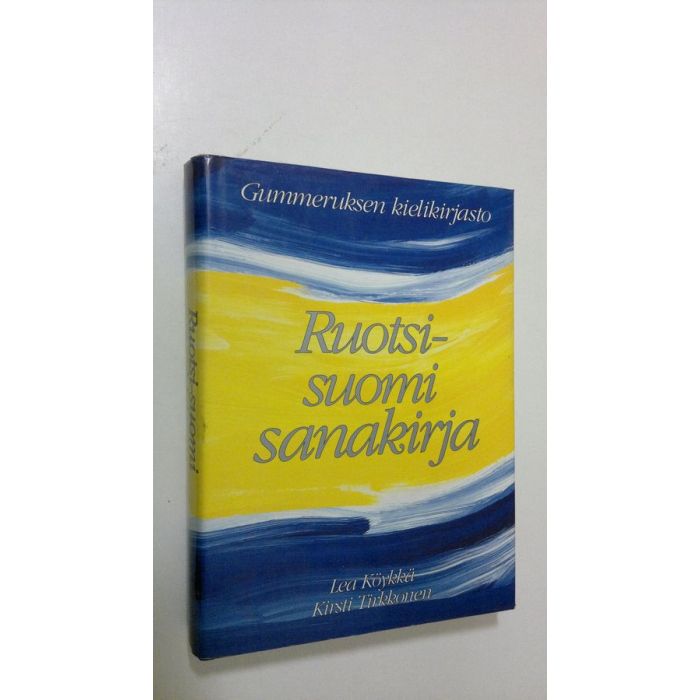 Gummeruksen kielikirjasto
Ruotsi-
suomi
sanakirja
Lea Köykkä
Kirsti Tirkkonen
Ruotsi-suomi